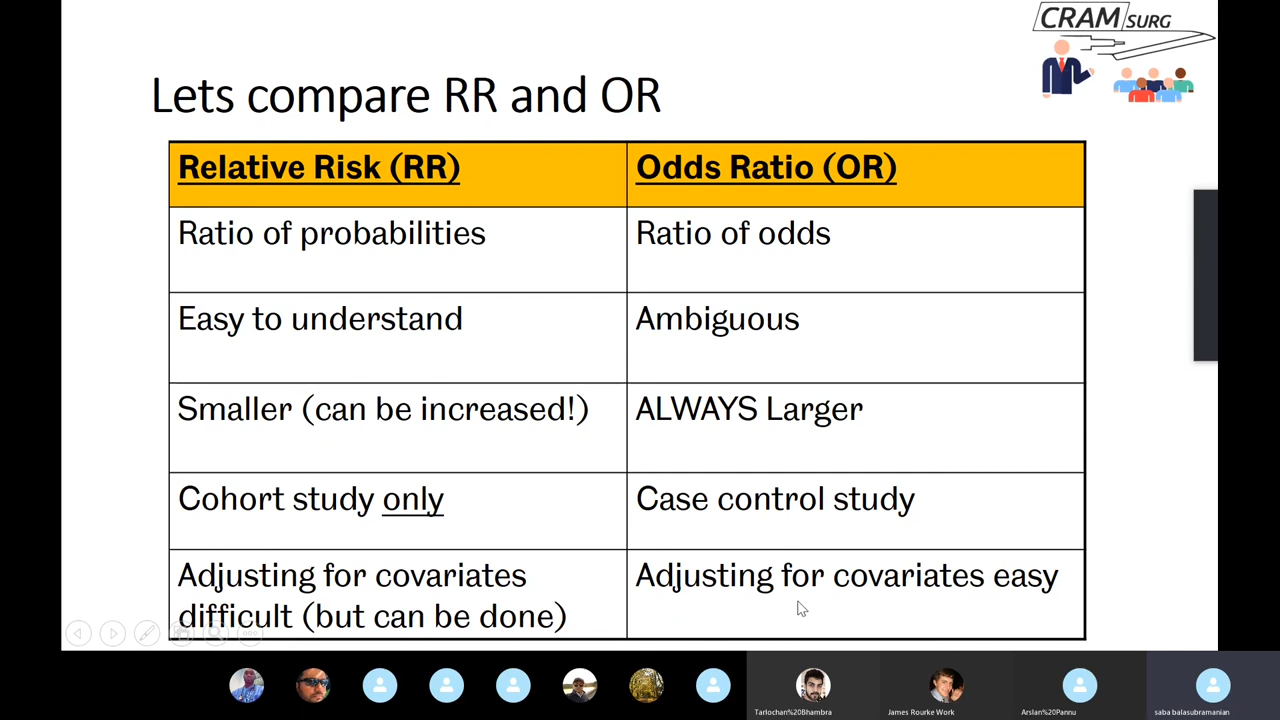 CRAM SURG
Lets compare RR and OR
Relative Risk (RR)
Odds Ratio (OR)
Ratio of probabilities
Ratio of odds
Easy to understand
Ambiguous
Smaller (can be increased!)
ALWAYS Larger
Cohort study only
Case control study
Adjusting for covariates
difficult (but can be done)
Adjusting for covariates easy
Tarlochan%20Bhambra
James Rourke Work
Arslan%20Pannu
saba balasubramanian